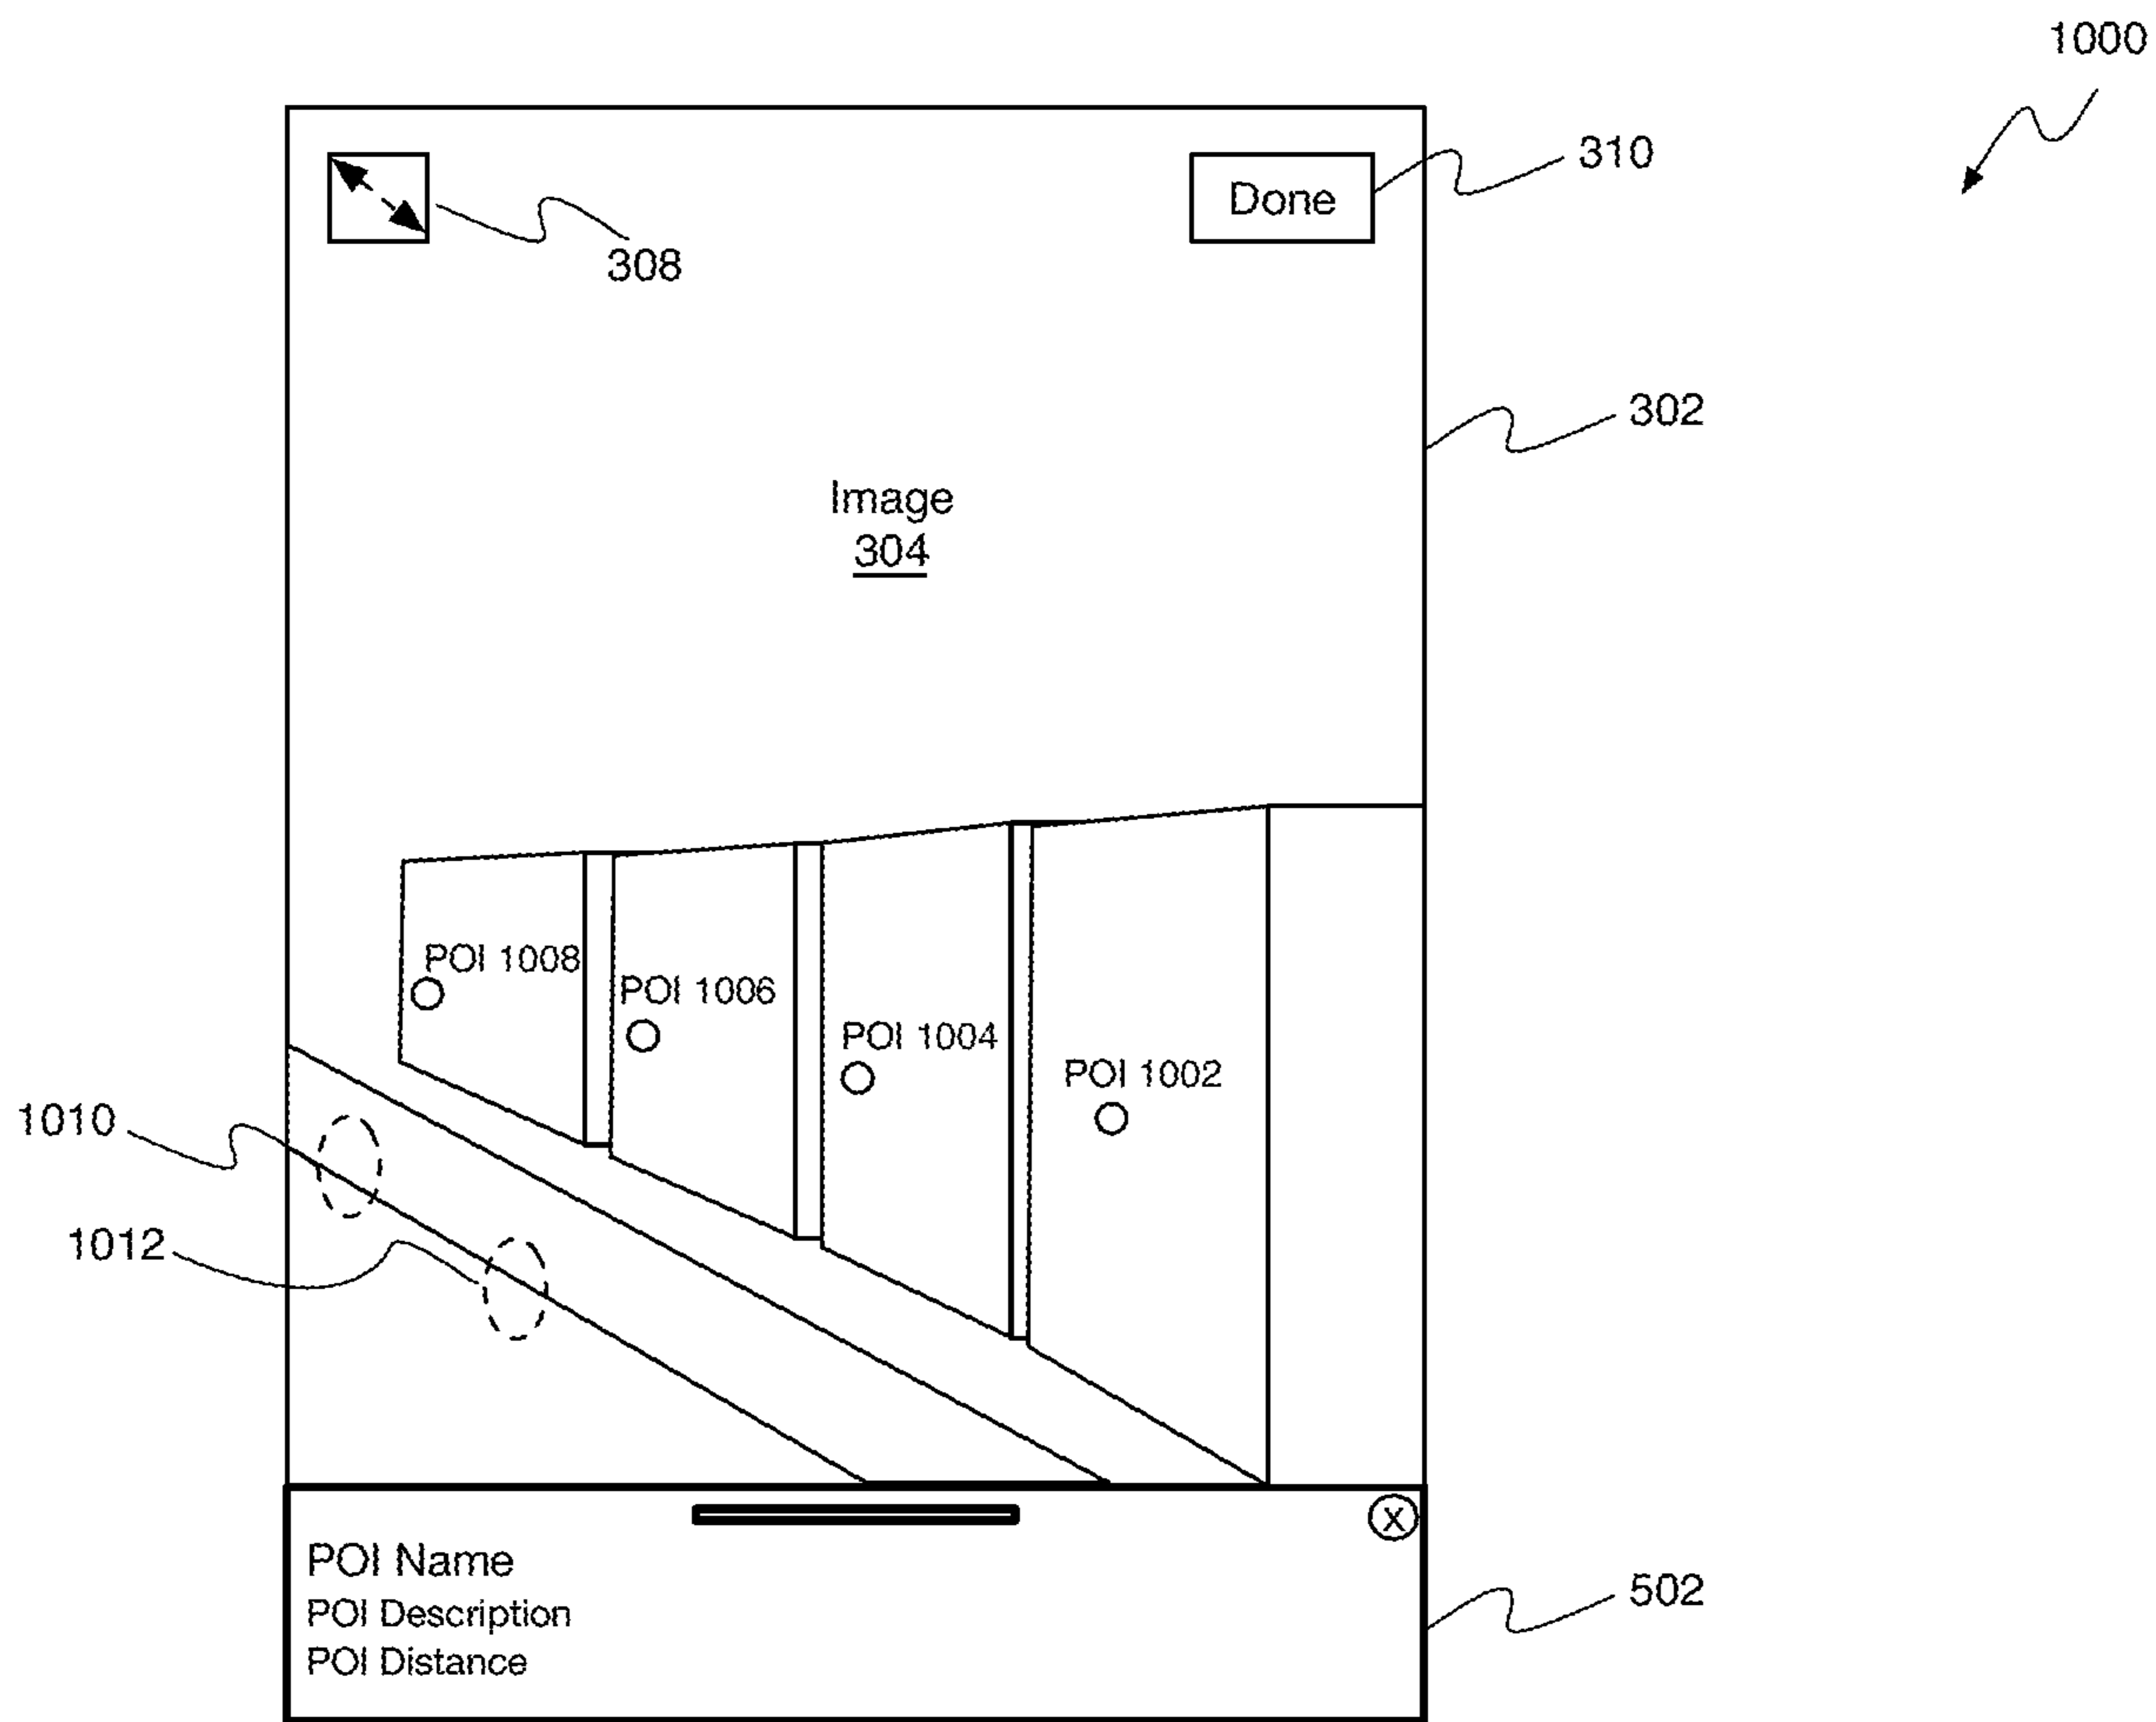 1000
310
Done
308
302
Image
304
POI 1008
POI 1006
POI 1004
POI 1002
1010
1012
X
POI Name
POI Description
POI Distance
502